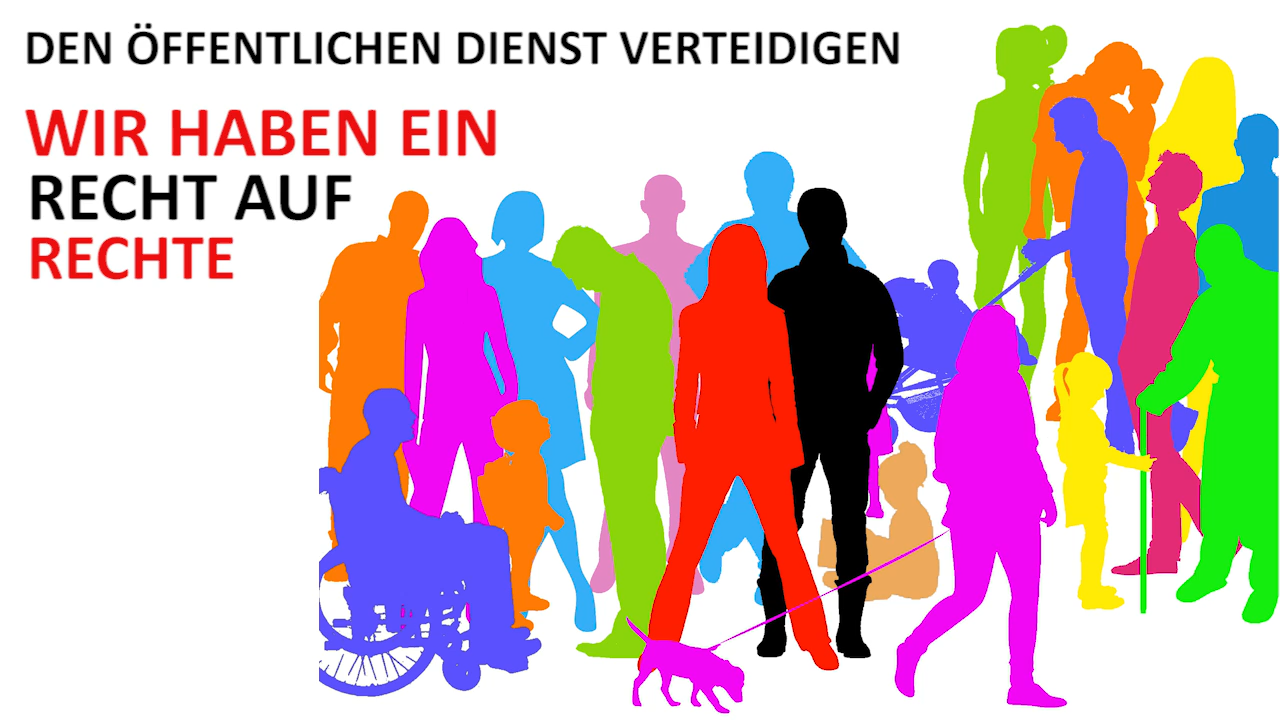 DEN ÖFFENTLICHEN DIENST VERTEIDIGEN
WIR HABEN EIN
RECHT AUF
RECHTE